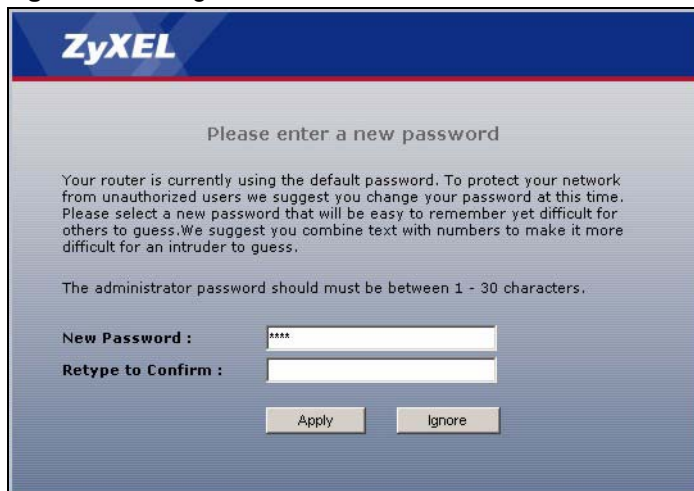 ZyXEL
Please enter a new password
Your router is currently using the default password. To protect your network
from unauthorized users we suggest you change your password at this time.
Please select a new password that will be easy to remember yet difficult for
others to guess.We suggest you combine text with numbers to make it more
difficult for an intruder to guess.
The administrator password should must be between 1 - 30 characters.
New Password : ****
Retype to Confirm :
Apply Ignore